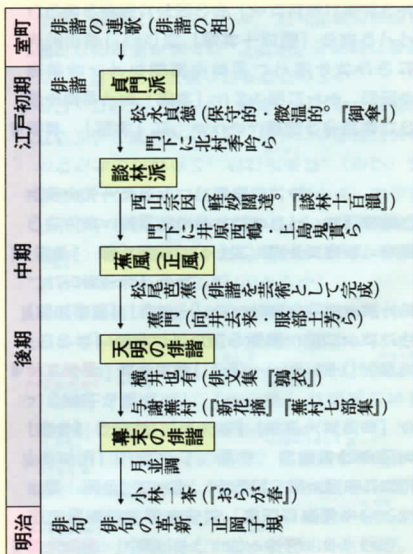 室町
俳諧の連歌（俳諧の祖）
江戸初期
俳諧
貞門派
松永貞徳（保守的・微温的。『御傘』）
門下に北村季吟ら
談林派
西山宗因（軽妙闊達。『談林十百韻』）
門下に井原西鶴・上島鬼貫ら
中期
蕉風（正風）
松尾芭蕉（俳諧を芸術として完成）
蕉門（向井去来・服部土芳ら）
後期
天明の俳諧
横井也有（俳文集『鶉衣』）
与謝蕪村（『新花摘』『蕪村七部集』）
幕末の俳諧
月並調
小林一茶『おらが春』
明治
俳句 俳句の革新・正岡子規